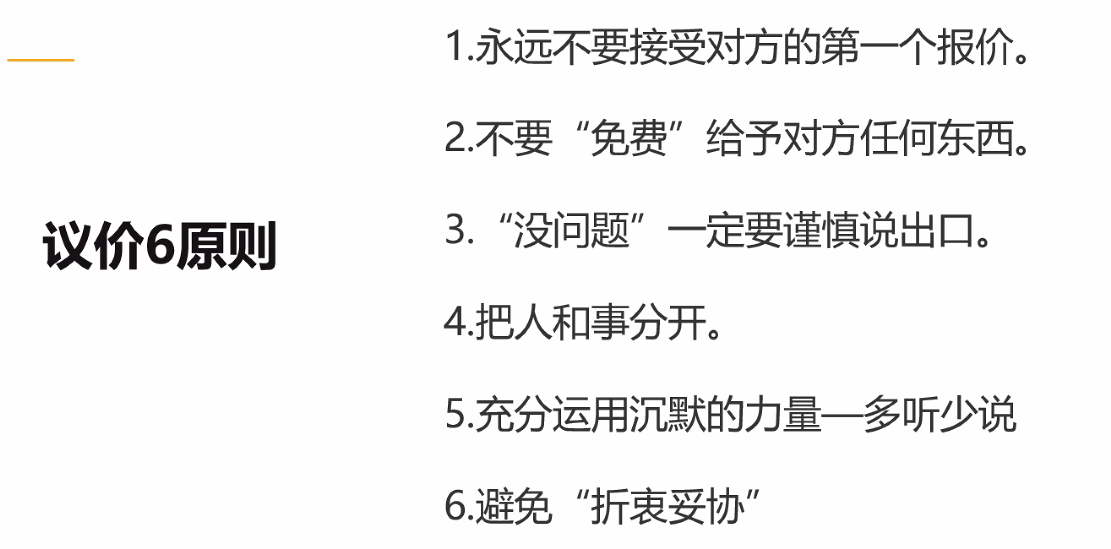 议价6原则
1.永远不要接受对方的第一个报价。
2.不要“免费”给予对方任何东西。
3.“没问题”一定要谨慎说出口。
4.把人和事分开。
5.充分运用沉默的力量—多听少说
6.避免“折衷妥协”